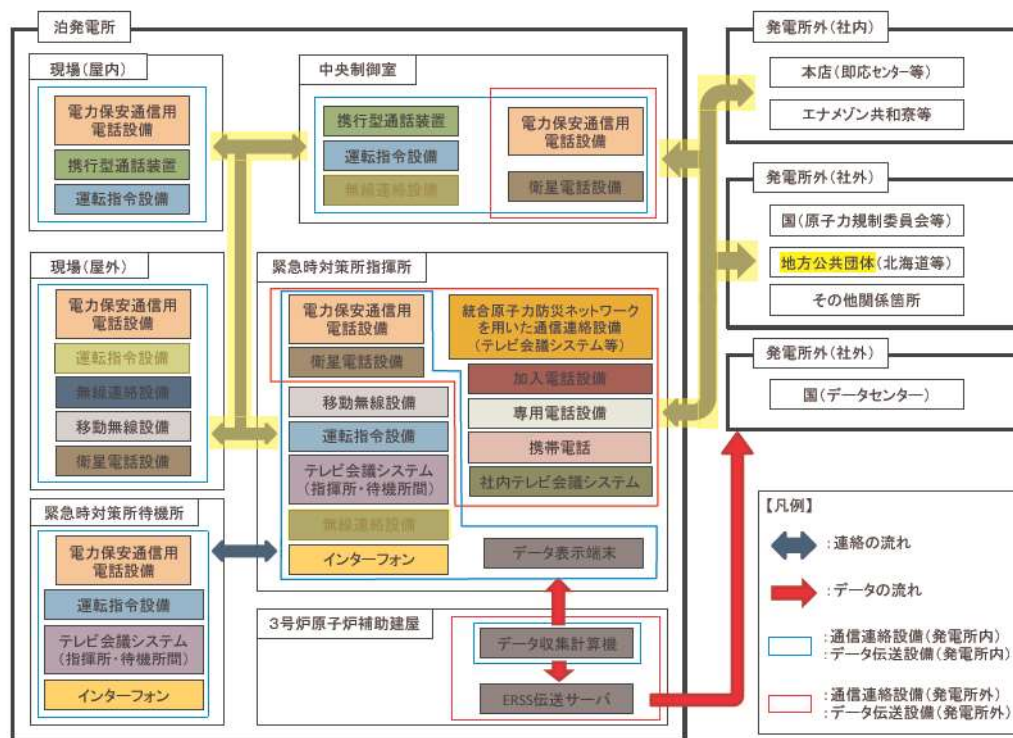 泊発電所
現場(屋内)
電力保安通信用
電話設備
携行型通話装置
運転指令設備
中央制御室
携行型通話装置
運転指令設備
無線連絡設備
電力保安通信用
電話設備
衛星電話設備
現場(屋外)
電力保安通信用
電話設備
運転指令設備
無線連絡設備
移動無線設備
衛星電話設備
緊急時対策所指揮所
電力保安通信用
電話設備
衛星電話設備
移動無線設備
運転指令設備
テレビ会議システム
(指揮所・待機所間)
無線連絡設備
インターフォン
統合原子力防災ネットワーク
を用いた通信連絡設備
(テレビ会議システム等)
加入電話設備
専用電話設備
携帯電話
社内テレビ会議システム
データ表示端末
緊急時対策所待機所
電力保安通信用
電話設備
運転指令設備
テレビ会議システム
(指揮所・待機所間)
インターフォン
3号炉原子炉補助建屋
データ収集計算機
ERSS伝送サーバ
発電所外(社内)
本店(即応センター等)
エナメゾン共和寮等
発電所外(社外)
国(原子力規制委員会等)
地方公共団体(北海道等)
その他関係箇所
発電所外(社外)
国(データセンター)
【凡例】
:連絡の流れ
:データの流れ
:通信連絡設備(発電所内)
:データ伝送設備(発電所内)
:通信連絡設備(発電所外)
:データ伝送設備(発電所外)